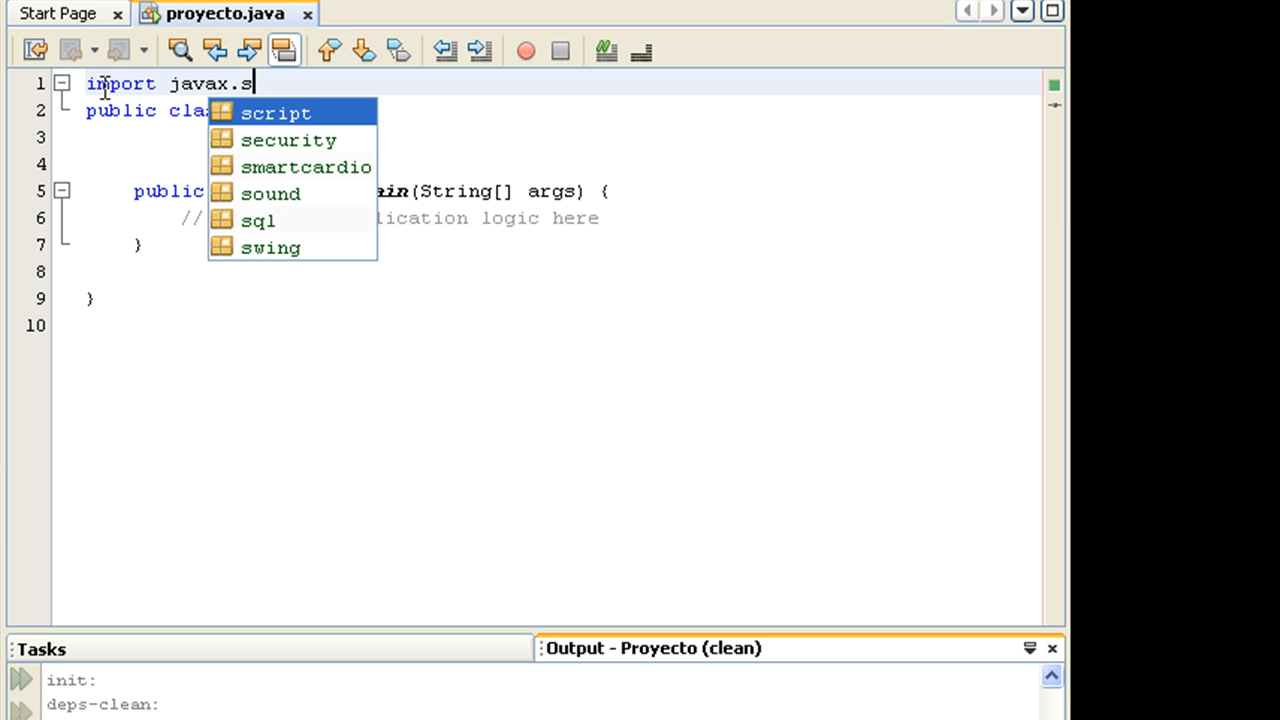 Start Page x proyecto.java x
1 import javax.s
2 public cla
script
3
security
4
smartcardio
5 public ain(String[] args) {
sound
6 // lication logic here
sql
7 }
swing
8
9 }
10
Tasks
Output - Proyecto (clean)
init:
deps-clean: